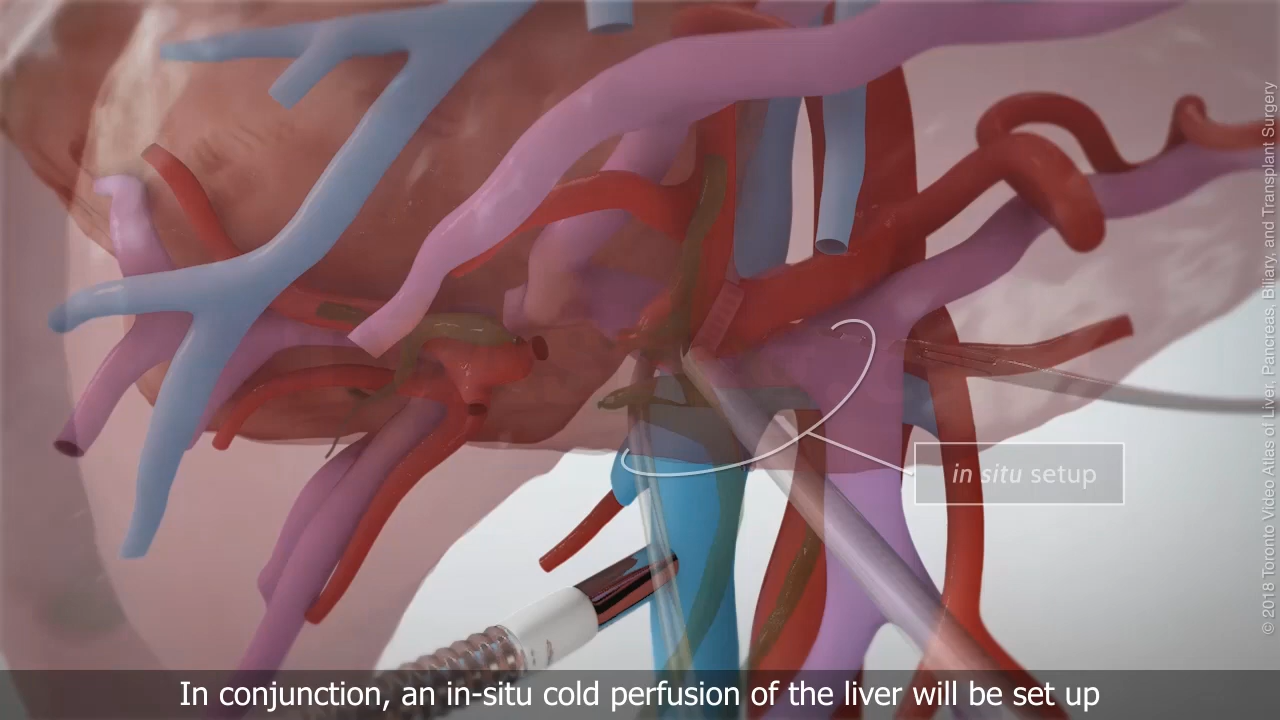 in situ setup
In conjunction, an in-situ cold perfusion of the liver will be set up
© 2018 Toronto Video Atlas of Liver, Pancreas, Biliary, and Transplant Surgery